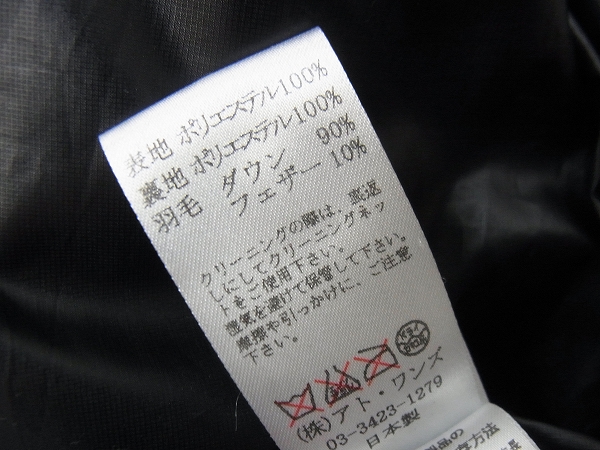 表地 ポリエステル100%
裏地 ポリエステル100%
羽毛 ダウン 90%
フェザー 10%
クリーニングの際は、裏返
しにしてクリーニングネッ
トをご使用下さい。
湿気を避けて保管して下さい。
摩擦や引っかけに、ご注意
下さい。
(株)アト・ワンズ
03-3423-1279
日本製